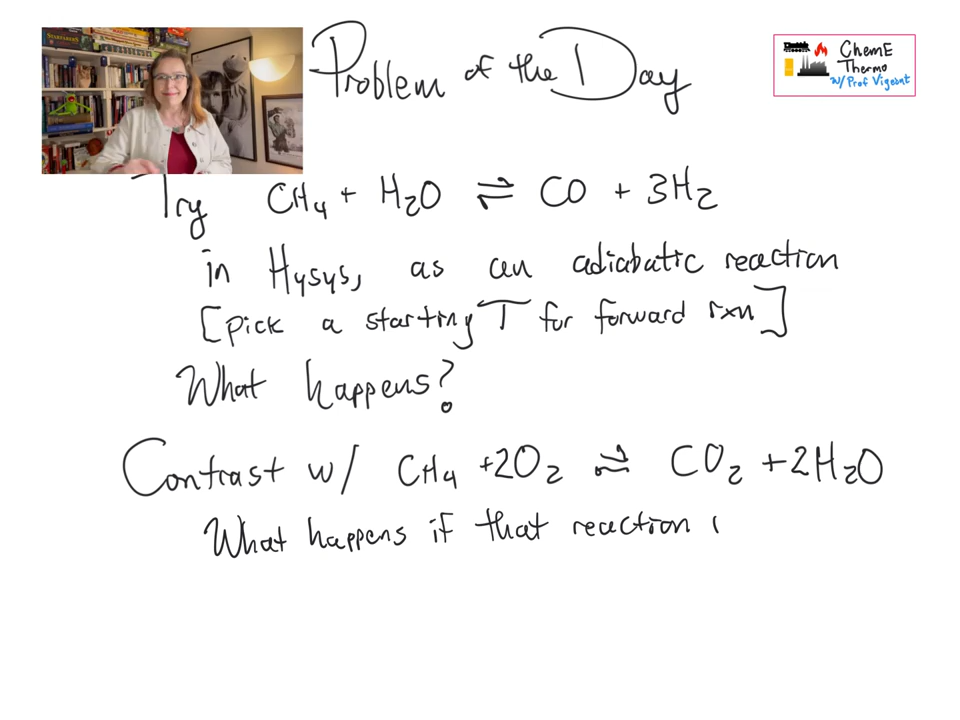 Problem of the Day
ChemE
Thermo
w/ Prof Vigeant
Try CH4 + H2O ⇌ CO + 3H2
in Hysys, as an adiabatic reaction
[pick a starting T for forward rxn]
What happens?
Contrast w/ CH4 + 2O2 ⇌ CO2 + 2H2O
What happens if that reaction